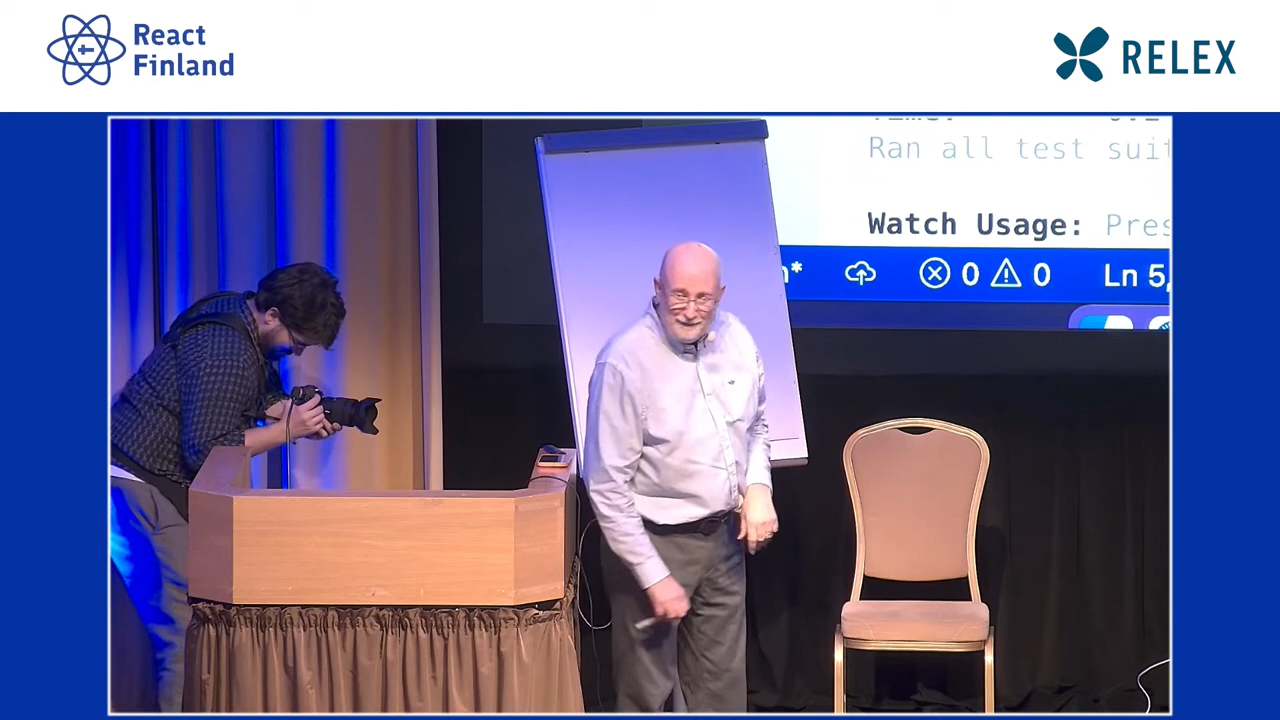 React
Finland
RELEX
Ran all test suit
Watch Usage: Pres
0 0 Ln 5,